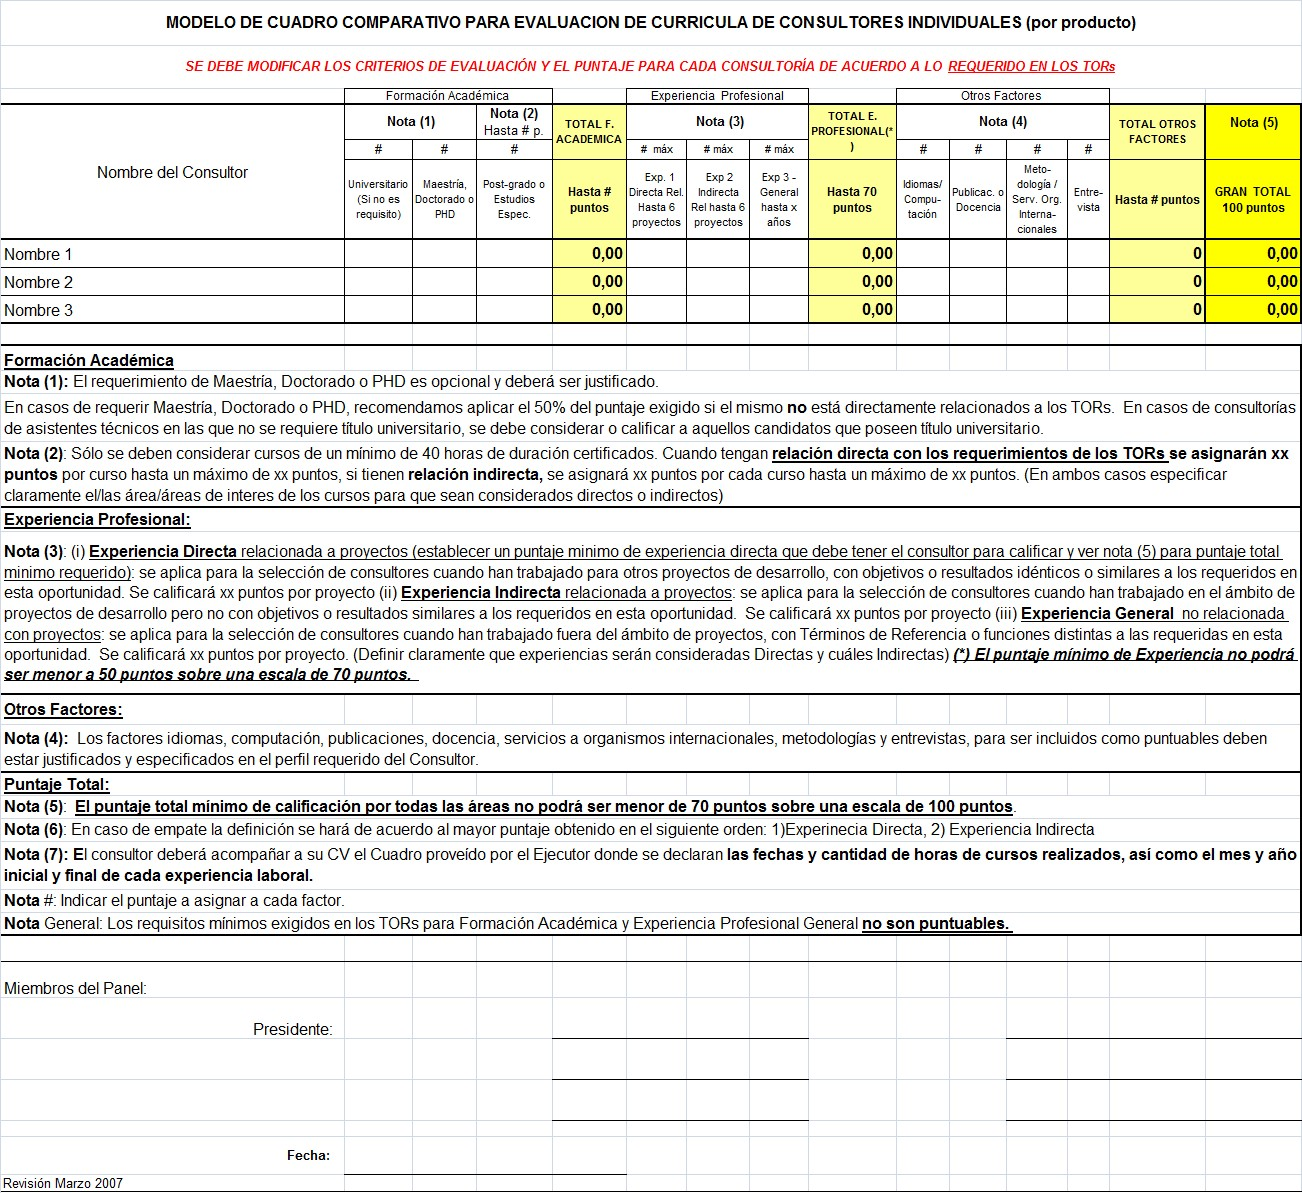 MODELO DE CUADRO COMPARATIVO PARA EVALUACION DE CURRICULA DE CONSULTORES INDIVIDUALES (por producto)
SE DEBE MODIFICAR LOS CRITERIOS DE EVALUACIÓN Y EL PUNTAJE PARA CADA CONSULTORÍA DE ACUERDO A LO REQUERIDO EN LOS TORs
Formación Académica Experiencia Profesional Otros Factores
Nombre del Consultor
Nota (1)
Nota (2)
Hasta # p.
TOTAL F.
ACADEMICA
Nota (3)
TOTAL E.
PROFESIONAL(*
)
Nota (4)
TOTAL OTROS
FACTORES
Nota (5)
# # # # máx # máx # máx # # # #
Universitario
(Si no es
requisito)
Maestría,
Doctorado o
PHD
Post-grado o
Estudios
Espec.
Hasta #
puntos
Exp. 1
Directa Rel.
Hasta 6
proyectos
Exp 2
Indirecta
Rel hasta 6
proyectos
Exp 3 -
General
hasta x
años
Hasta 70
puntos
Idiomas/
Compu-
tación
Publicac. o
Docencia
Meto-
dología /
Serv. Org.
Interna-
cionales
Entre-
vista
Hasta # puntos
GRAN TOTAL
100 puntos
Nombre 1 0,00 0,00 0 0,00
Nombre 2 0,00 0,00 0 0,00
Nombre 3 0,00 0,00 0 0,00
Formación Académica
Nota (1): El requerimiento de Maestría, Doctorado o PHD es opcional y deberá ser justificado.
En casos de requerir Maestría, Doctorado o PHD, recomendamos aplicar el 50% del puntaje exigido si el mismo no está directamente relacionados a los TORs. En casos de consultorías
de asistentes técnicos en las que no se requiere título universitario, se debe considerar o calificar a aquellos candidatos que poseen título universitario.
Nota (2): Sólo se deben considerar cursos de un mínimo de 40 horas de duración certificados. Cuando tengan relación directa con los requerimientos de los TORs se asignarán xx
puntos por curso hasta un máximo de xx puntos, si tienen relación indirecta, se asignará xx puntos por cada curso hasta un máximo de xx puntos. (En ambos casos especificar
claramente el/las área/áreas de interes de los cursos para que sean considerados directos o indirectos)
Experiencia Profesional:
Nota (3): (i) Experiencia Directa relacionada a proyectos (establecer un puntaje minimo de experiencia directa que debe tener el consultor para calificar y ver nota (5) para puntaje total
minimo requerido): se aplica para la selección de consultores cuando han trabajado para otros proyectos de desarrollo, con objetivos o resultados idénticos o similares a los requeridos en
esta oportunidad. Se calificará xx puntos por proyecto (ii) Experiencia Indirecta relacionada a proyectos: se aplica para la selección de consultores cuando han trabajado en el ámbito de
proyectos de desarrollo pero no con objetivos o resultados similares a los requeridos en esta oportunidad. Se calificará xx puntos por proyecto (iii) Experiencia General no relacionada
con proyectos: se aplica para la selección de consultores cuando han trabajado fuera del ámbito de proyectos, con Términos de Referencia o funciones distintas a las requeridas en esta
oportunidad. Se calificará xx puntos por proyecto. (Definir claramente que experiencias serán consideradas Directas y cuáles Indirectas) (*) El puntaje mínimo de Experiencia no podrá
ser menor a 50 puntos sobre una escala de 70 puntos.
Otros Factores:
Nota (4): Los factores idiomas, computación, publicaciones, docencia, servicios a organismos internacionales, metodologías y entrevistas, para ser incluidos como puntuables deben
estar justificados y especificados en el perfil requerido del Consultor.
Puntaje Total:
Nota (5): El puntaje total mínimo de calificación por todas las áreas no podrá ser menor de 70 puntos sobre una escala de 100 puntos.
Nota (6): En caso de empate la definición se hará de acuerdo al mayor puntaje obtenido en el siguiente orden: 1)Experinecia Directa, 2) Experiencia Indirecta
Nota (7): El consultor deberá acompañar a su CV el Cuadro proveído por el Ejecutor donde se declaran las fechas y cantidad de horas de cursos realizados, así como el mes y año
inicial y final de cada experiencia laboral.
Nota #: Indicar el puntaje a asignar a cada factor.
Nota General: Los requisitos mínimos exigidos en los TORs para Formación Académica y Experiencia Profesional General no son puntuables.
Miembros del Panel:
Presidente:
Fecha:
Revisión Marzo 2007